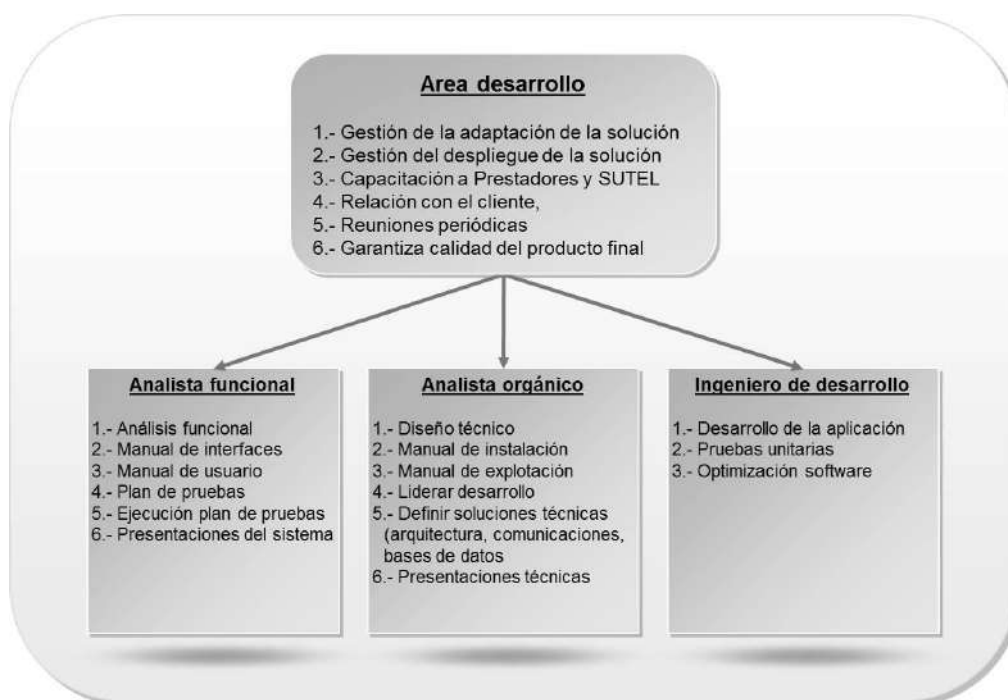 Area desarrollo
1.- Gestión de la adaptación de la solución
2.- Gestión del despliegue de la solución
3.- Capacitación a Prestadores y SUTEL
4.- Relación con el cliente,
5.- Reuniones periódicas
6.- Garantiza calidad del producto final
Analista funcional
1.- Análisis funcional
2.- Manual de interfaces
3.- Manual de usuario
4.- Plan de pruebas
5.- Ejecución plan de pruebas
6.- Presentaciones del sistema
Analista orgánico
1.- Diseño técnico
2.- Manual de instalación
3.- Manual de explotación
4.- Liderar desarrollo
5.- Definir soluciones técnicas
(arquitectura, comunicaciones,
bases de datos
6.- Presentaciones técnicas
Ingeniero de desarrollo
1.- Desarrollo de la aplicación
2.- Pruebas unitarias
3.- Optimización software